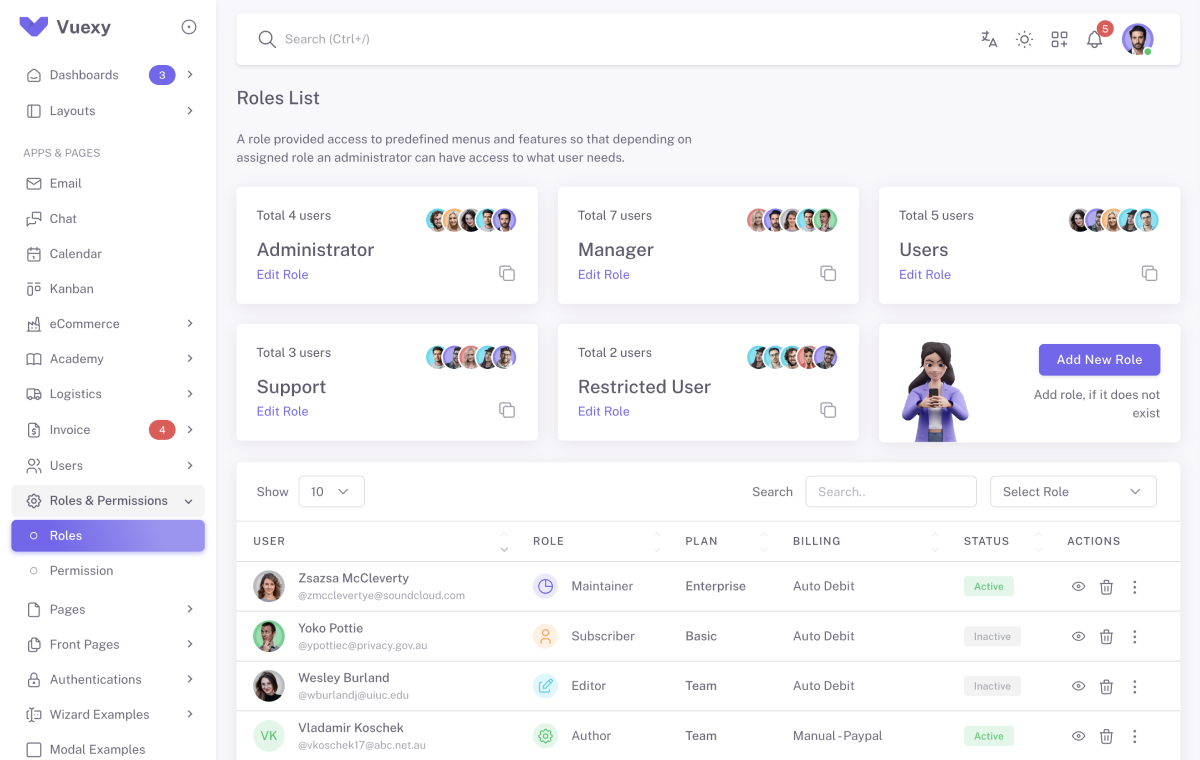 Vuexy
Search (Ctrl+/)
5
Dashboards 3
Layouts
APPS & PAGES
Email
Chat
Calendar
Kanban
eCommerce
Academy
Logistics
Invoice 4
Users
Roles & Permissions
Roles
Permission
Pages
Front Pages
Authentications
Wizard Examples
Modal Examples
Roles List
A role provided access to predefined menus and features so that depending on
assigned role an administrator can have access to what user needs.
Total 4 users
Administrator
Edit Role
Total 7 users
Manager
Edit Role
Total 5 users
Users
Edit Role
Total 3 users
Support
Edit Role
Total 2 users
Restricted User
Edit Role
Add New Role
Add role, if it does not
exist
Show 10 Search Search.. Select Role
USER ROLE PLAN BILLING STATUS ACTIONS
Zsazsa McCleverty
@zmcclevertye@soundcloud.com
Maintainer Enterprise Auto Debit Active
Yoko Pottie
@ypottiec@privacy.gov.au
Subscriber Basic Auto Debit Inactive
Wesley Burland
@wburlandj@uiuc.edu
Editor Team Auto Debit Inactive
VK
Vladamir Koschek
@vkoschek17@abc.net.au
Author Team Manual - Paypal Active